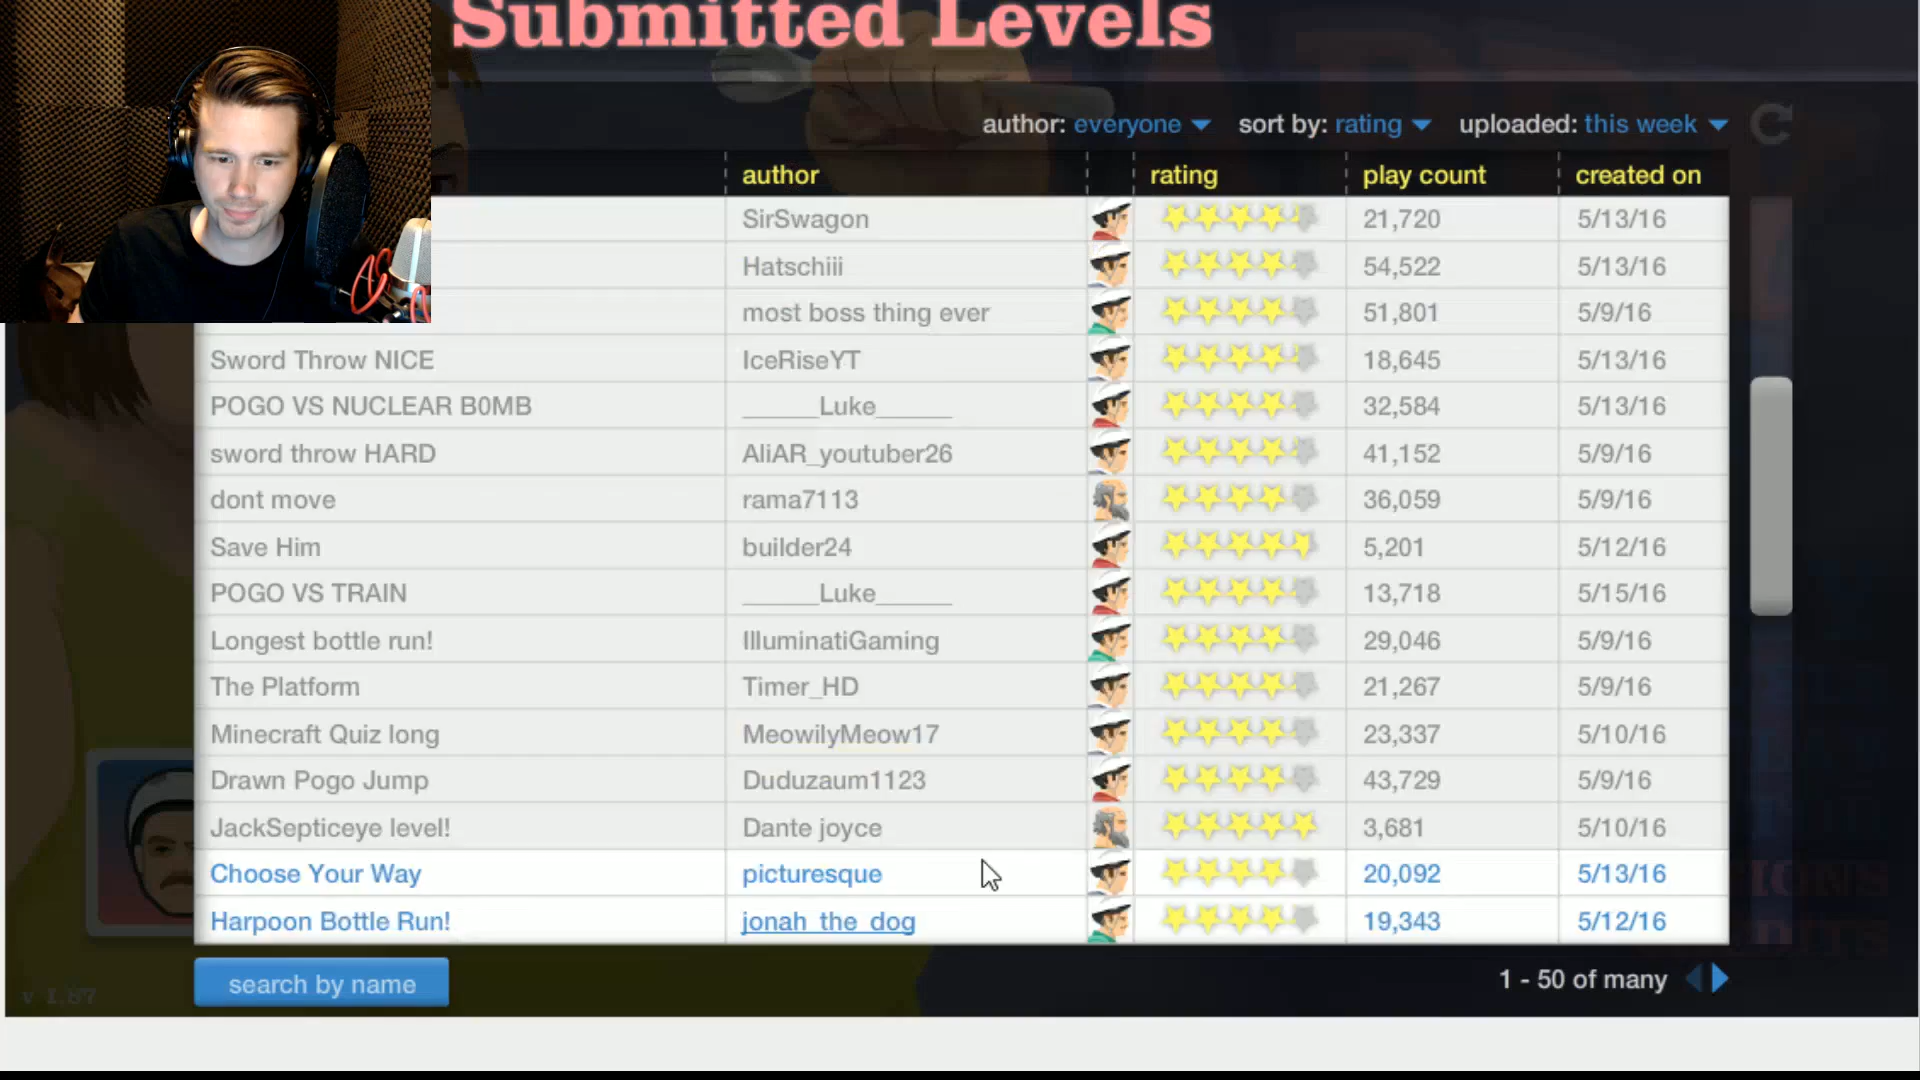 Submitted Levels
author: everyone sort by: rating uploaded: this week
author rating play count created on
SirSwagon 21,720 5/13/16
Hatschiii 54,522 5/13/16
most boss thing ever 51,801 5/9/16
Sword Throw NICE IceRiseYT 18,645 5/13/16
POGO VS NUCLEAR B0MB ______Luke______ 32,584 5/13/16
sword throw HARD AliAR_youtuber26 41,152 5/9/16
dont move rama7113 36,059 5/9/16
Save Him builder24 5,201 5/12/16
POGO VS TRAIN ______Luke______ 13,718 5/15/16
Longest bottle run! IlluminatiGaming 29,046 5/9/16
The Platform Timer_HD 21,267 5/9/16
Minecraft Quiz long MeowilyMeow17 23,337 5/10/16
Drawn Pogo Jump Duduzaum1123 43,729 5/9/16
JackSepticeye level! Dante joyce 3,681 5/10/16
Choose Your Way picturesque 20,092 5/13/16
Harpoon Bottle Run! jonah_the_dog 19,343 5/12/16
search by name 1 - 50 of many
v 1.87